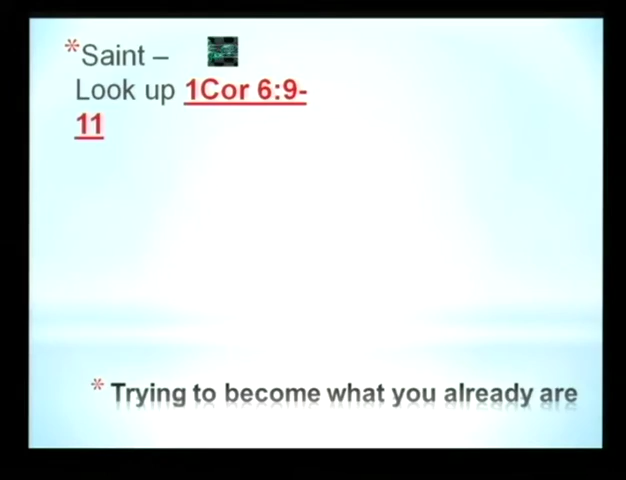 *Saint –
Look up 1Cor 6:9-
11
* Trying to become what you already are